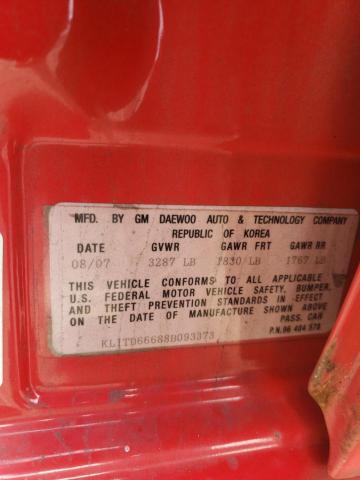 MFD. BY GM DAEWOO AUTO & TECHNOLOGY COMPANY
REPUBLIC OF KOREA
DATE GVWR GAWR FRT GAWR RR
08/07 3287 LB 1830 LB 1767 LB
THIS VEHICLE CONFORMS TO ALL APPLICABLE
U.S. FEDERAL MOTOR VEHICLE SAFETY, BUMPER,
AND THEFT PREVENTION STANDARDS IN EFFECT
ON THE DATE OF MANUFACTURE SHOWN ABOVE
PASS. CAR
P.N.96 404 570
KL1TD66688B093373